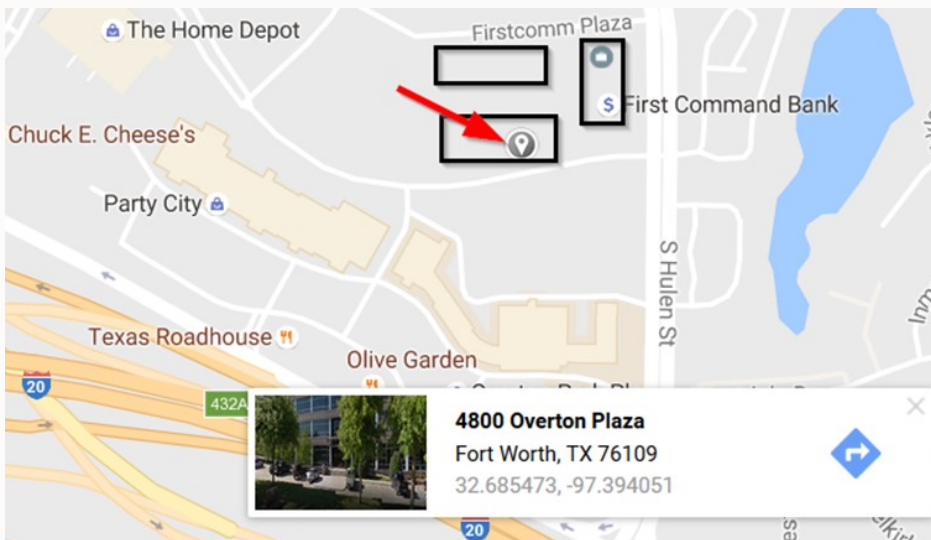 The Home Depot
Firstcomm Plaza
$ First Command Bank
Chuck E. Cheese's
Party City
S Hulen St
Texas Roadhouse
Olive Garden
20
432A
4800 Overton Plaza
Fort Worth, TX 76109
32.685473, -97.394051
20